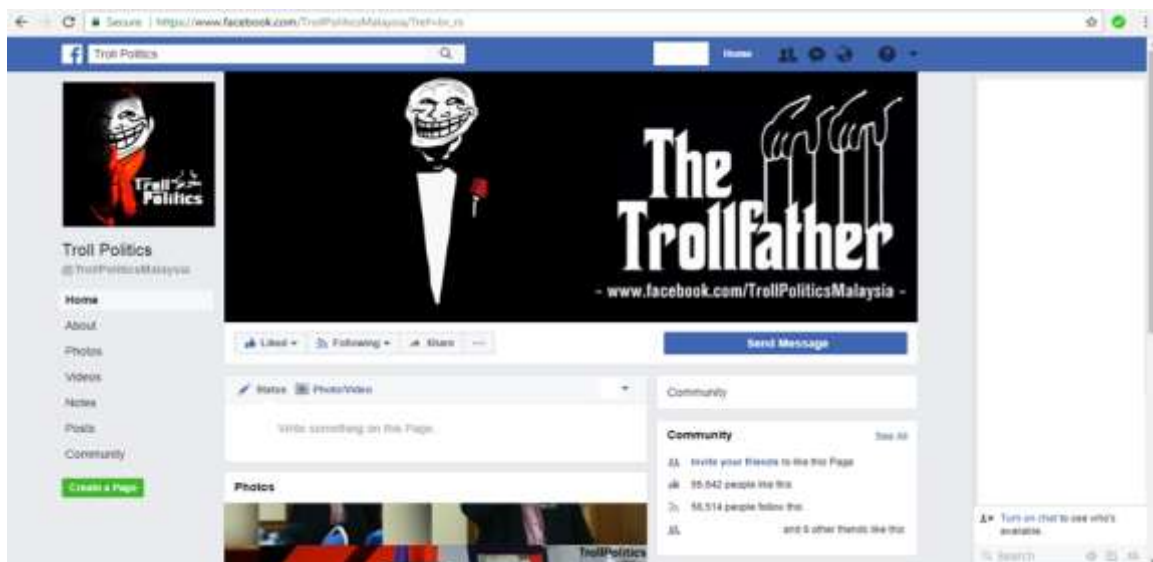 Secure | https://www.facebook.com/TrollPoliticsMalaysia/?ref=br_rs
Troll Politics
Home
Troll
Politics
The
Trollfather
- www.facebook.com/TrollPoliticsMalaysia -
Troll Politics
@TrollPoliticsMalaysia
Home
About
Photos
Videos
Notes
Posts
Community
Create a Page
Liked
Following
Share
Send Message
Status
Photo/Video
Write something on this Page.
Photos
TrollPolitics
Community
Community
See All
Invite your friends to like this Page
people like this
people follow this
and 6 other friends like this
Turn on chat to see who's
available.
Search